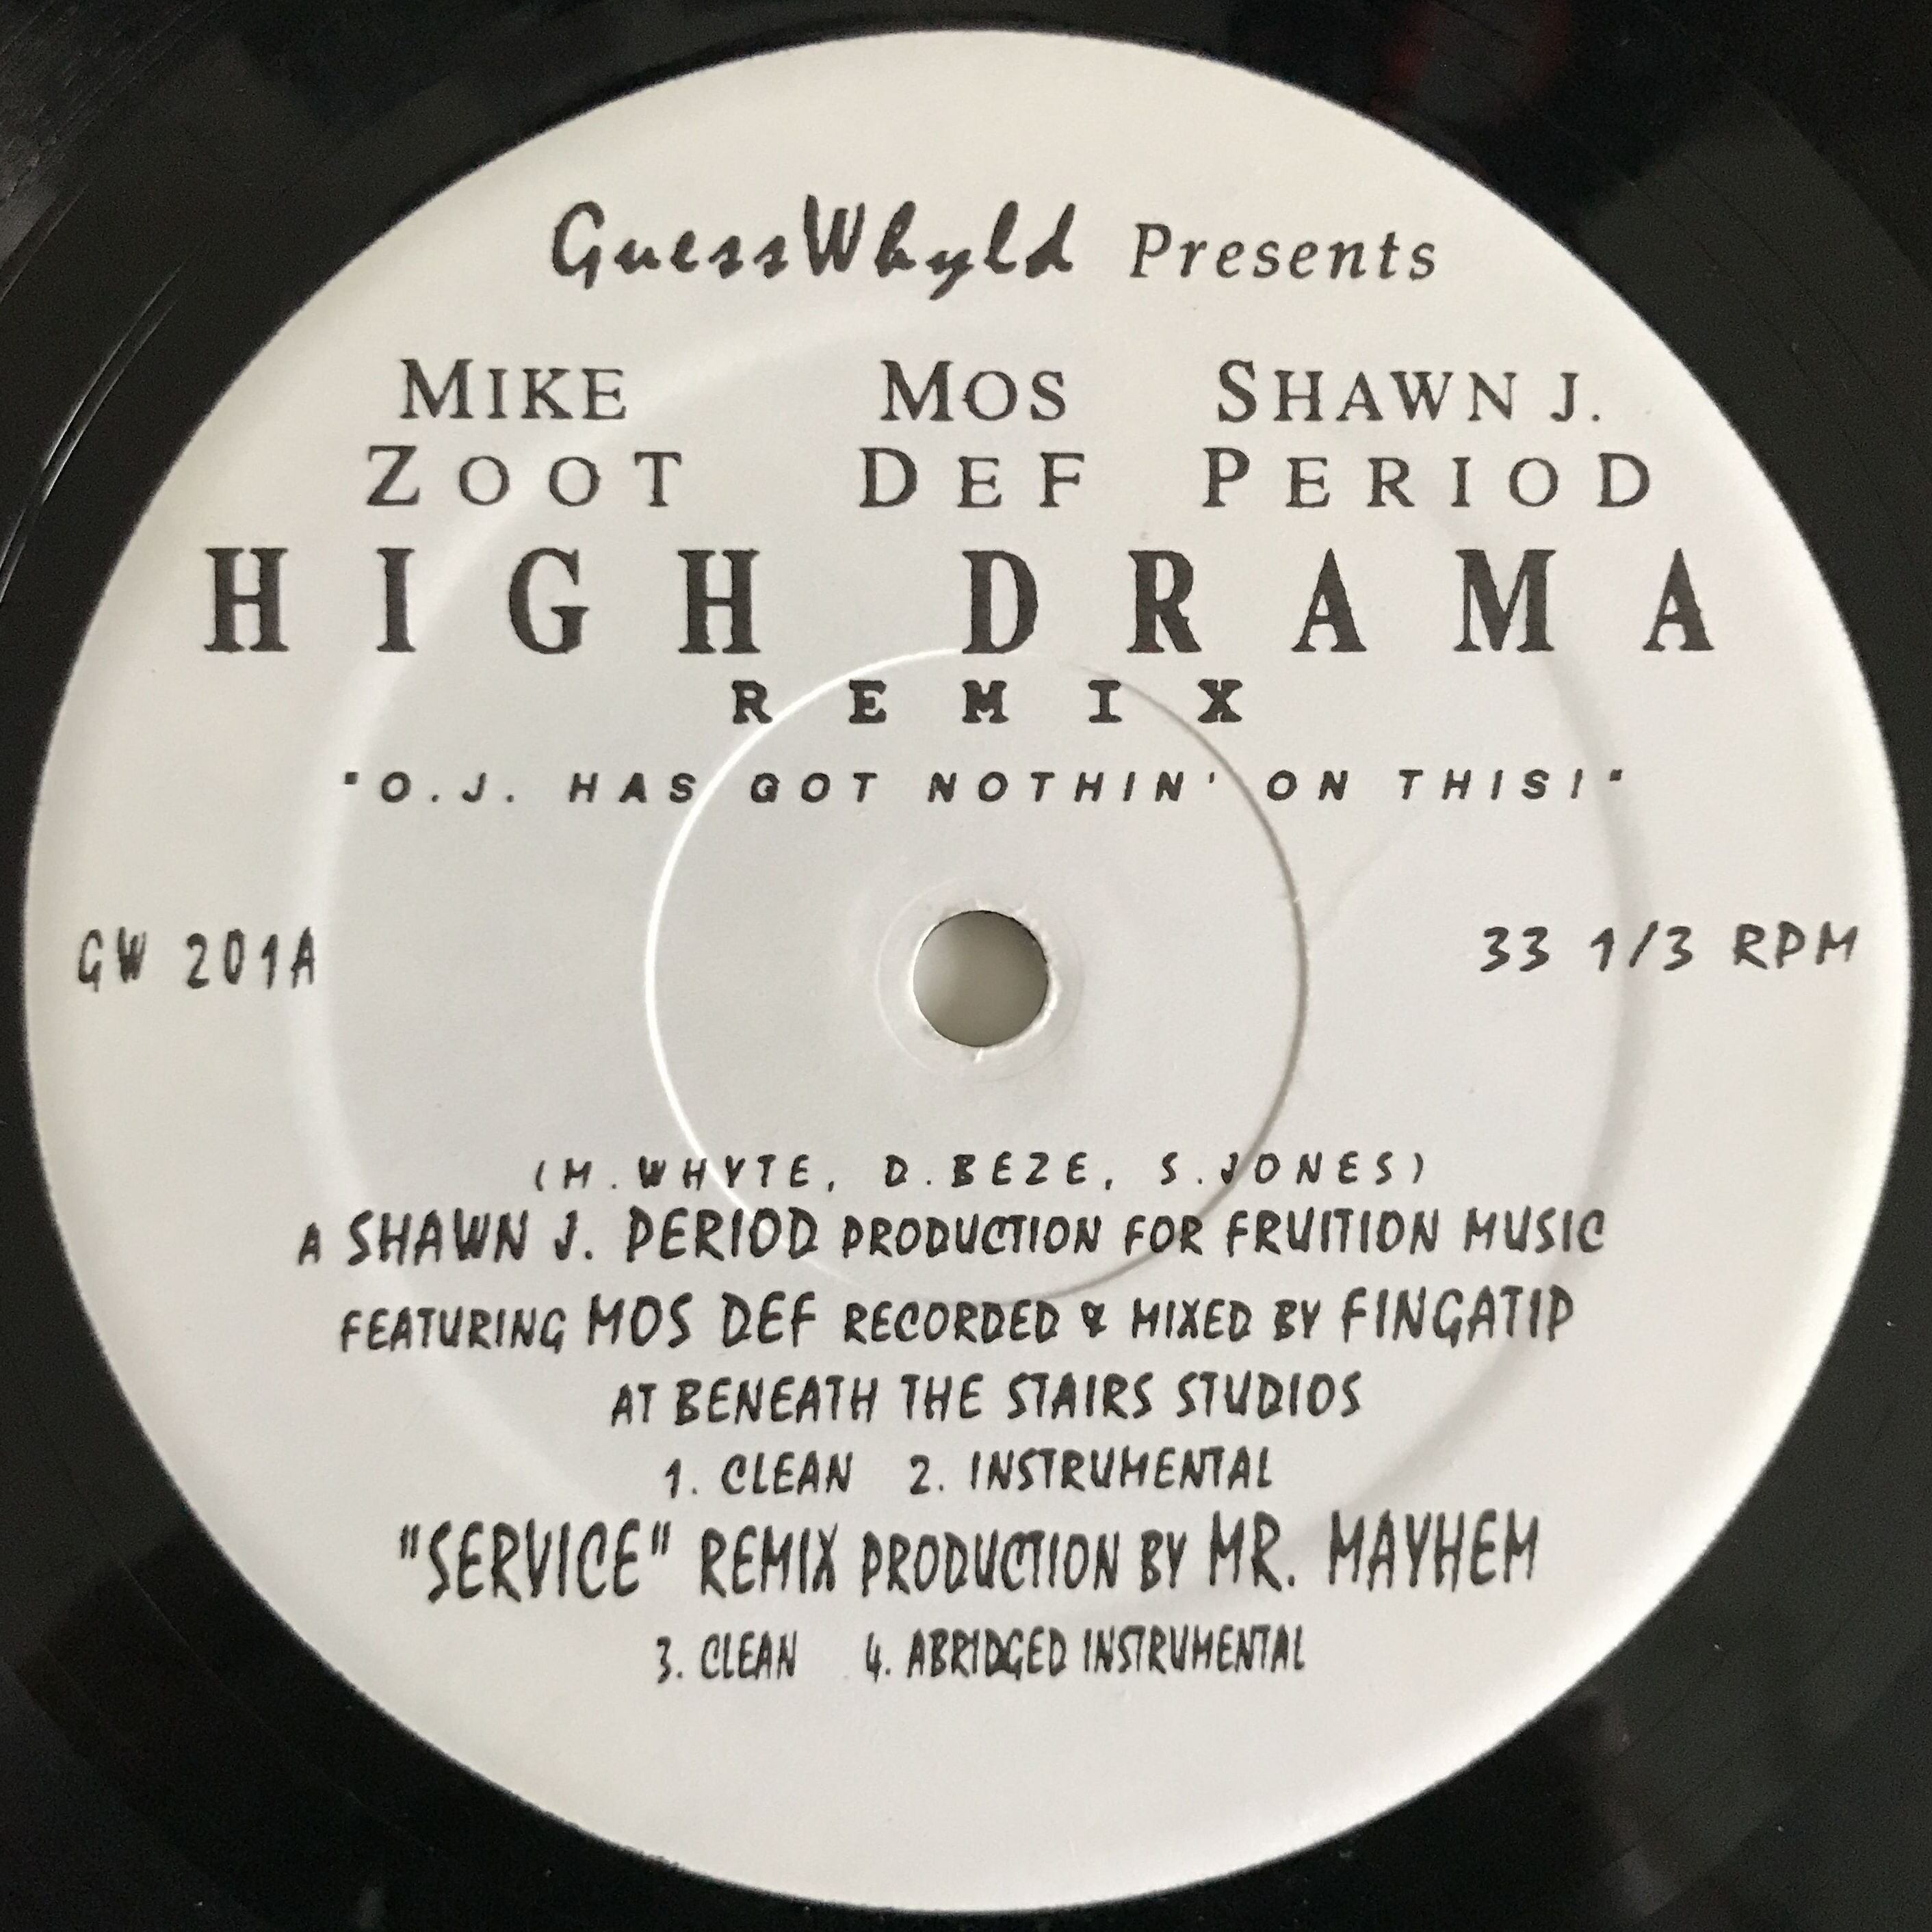 GuessWhyld Presents
MIKE MOS SHAWN J.
ZOOT DEF PERIOD
HIGH DRAMA
REMIX
"O.J. HAS GOT NOTHIN' ON THIS!"
GW 201A 33 1/3 RPM
(M.WHYTE, D.BEZE, S.JONES)
A SHAWN J. PERIOD PRODUCTION FOR FRUITION MUSIC
FEATURING MOS DEF RECORDED & MIXED BY FINGATIP
AT BENEATH THE STAIRS STUDIOS
1. CLEAN 2. INSTRUMENTAL
"SERVICE" REMIX PRODUCTION BY MR. MAYHEM
3. CLEAN 4. ABRIDGED INSTRUMENTAL